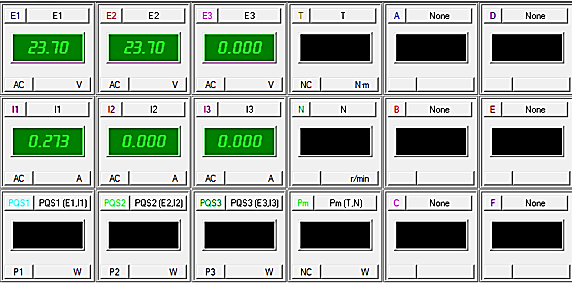 E1 E1 E2 E2 E3 E3 T T A None D None
23.70 23.70 0.000
AC V AC V AC V NC N·m
I1 I1 I2 I2 I3 I3 N N B None E None
0.273 0.000 0.000
AC A AC A AC A r/min
PQS1 PQS1 (E1,I1) PQS2 PQS2 (E2,I2) PQS3 PQS3 (E3,I3) Pm Pm (T,N) C None F None
P1 W P2 W P3 W NC W